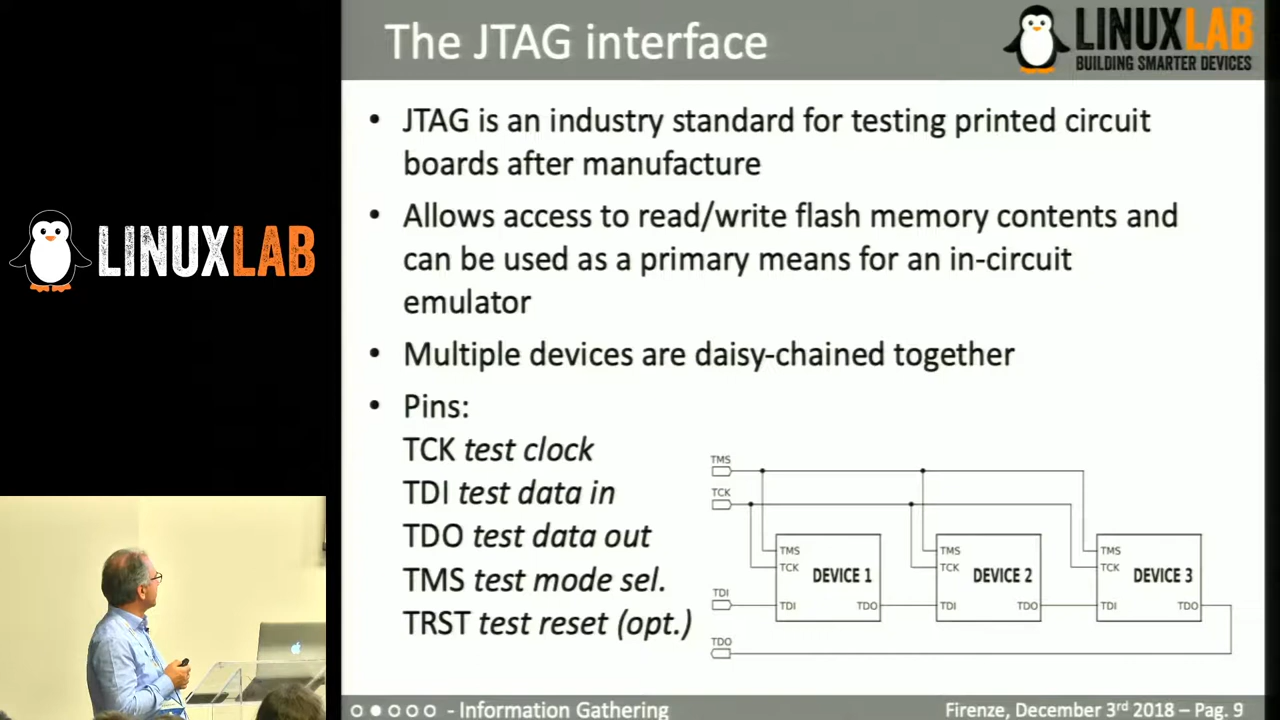 The JTAG interface
LINUXLAB
BUILDING SMARTER DEVICES
LINUXLAB
• JTAG is an industry standard for testing printed circuit
boards after manufacture
• Allows access to read/write flash memory contents and
can be used as a primary means for an in-circuit
emulator
• Multiple devices are daisy-chained together
• Pins:
TCK test clock
TDI test data in
TDO test data out
TMS test mode sel.
TRST test reset (opt.)
TMS
TCK
TMS
TCK
DEVICE 1
TMS
TCK
DEVICE 2
TMS
TCK
DEVICE 3
TDI
TDI TDO
TDI TDO
TDI TDO
TDO
- Information Gathering
Firenze, December 3rd 2018 – Pag. 9